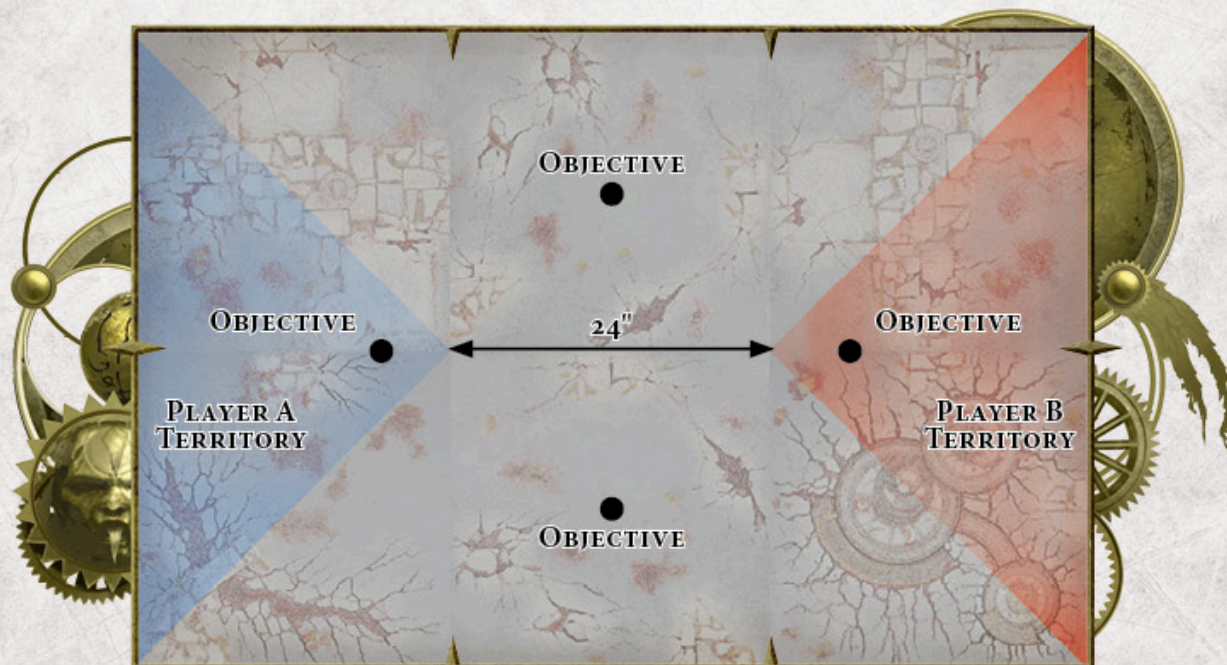 Objective
24"
Objective
Objective
Player A
Territory
Player B
Territory
Objective